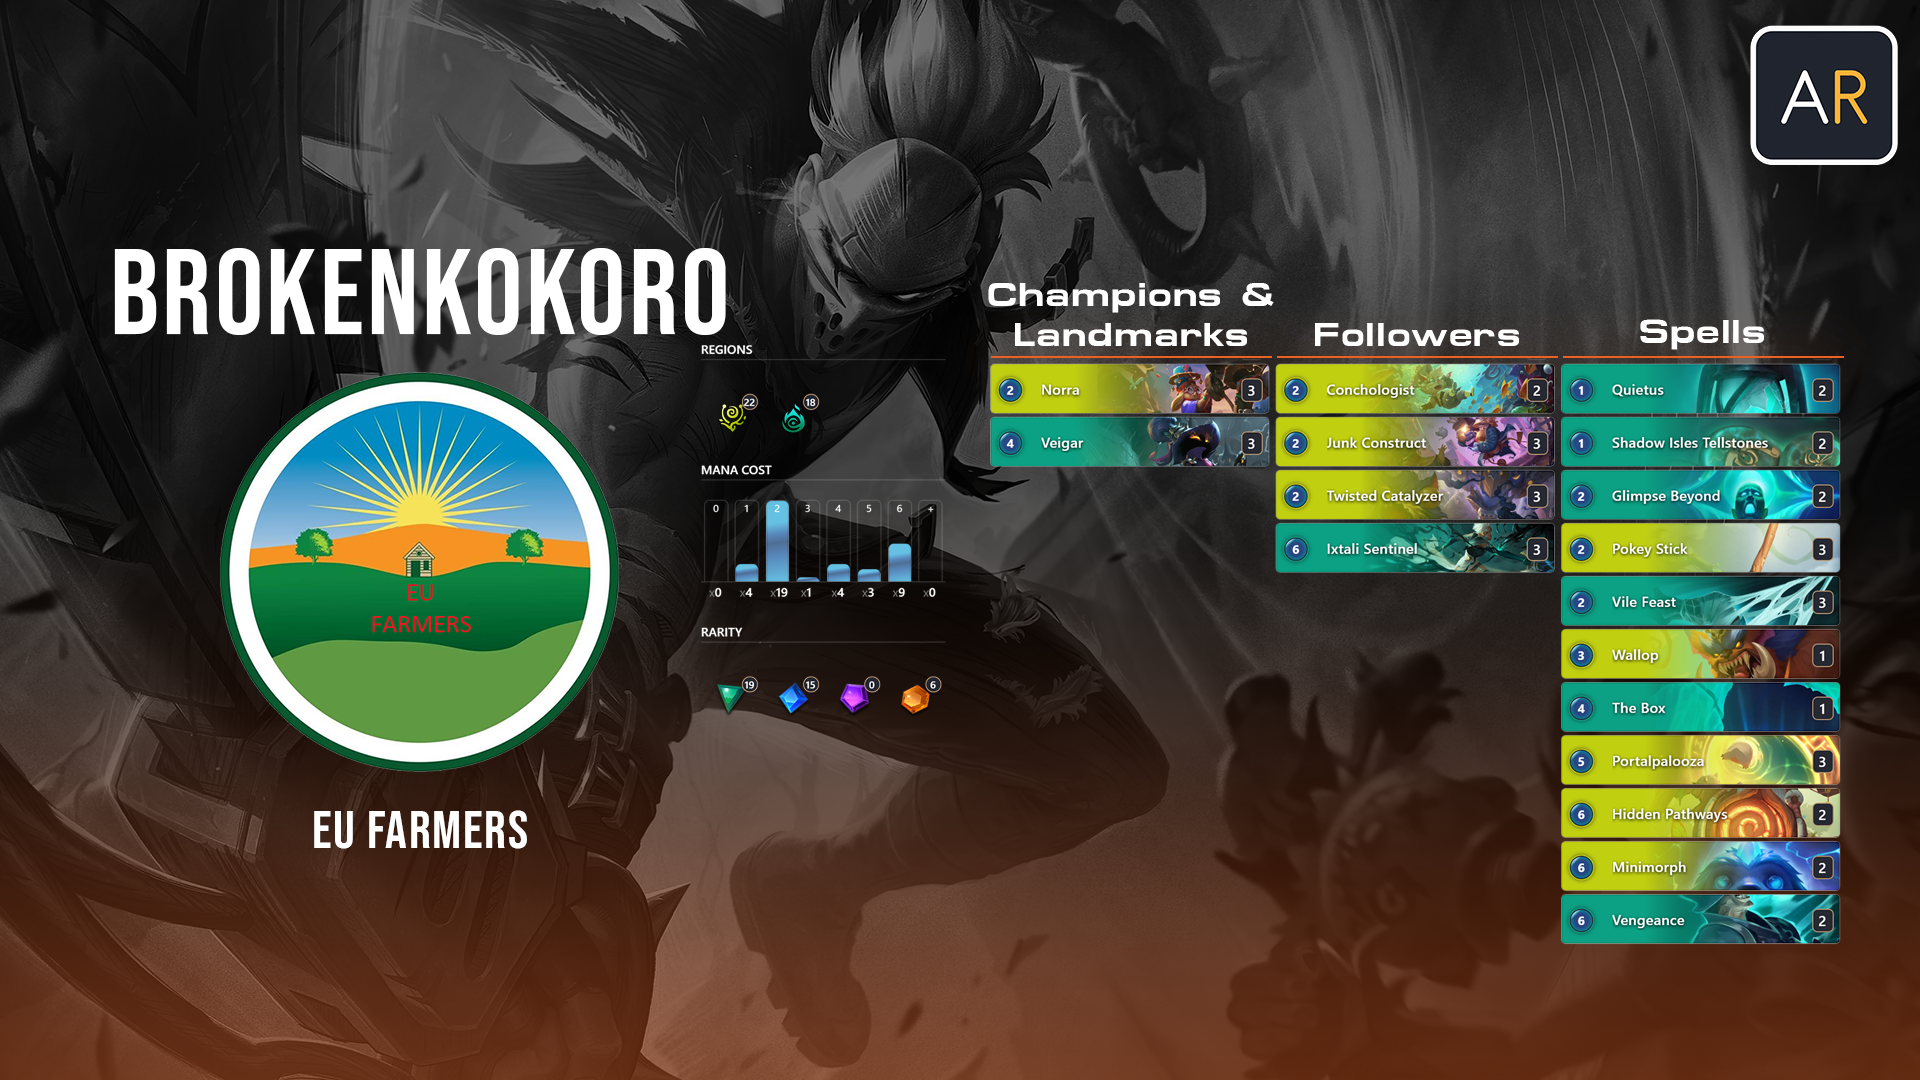 AR
BROKENKOKORO
EU
FARMERS
EU FARMERS
REGIONS
22 18
MANA COST
0 1 2 3 4 5 6 +
x0 x4 x19 x1 x4 x3 x9 x0
RARITY
19 15 0 6
Champions &
Landmarks
2 Norra 3
4 Veigar 3
Followers
2 Conchologist 2
2 Junk Construct 3
2 Twisted Catalyzer 3
6 Ixtali Sentinel 3
Spells
1 Quietus 2
1 Shadow Isles Tellstones 2
2 Glimpse Beyond 2
2 Pokey Stick 3
2 Vile Feast 3
3 Wallop 1
4 The Box 1
5 Portalpalooza 3
6 Hidden Pathways 2
6 Minimorph 2
6 Vengeance 2